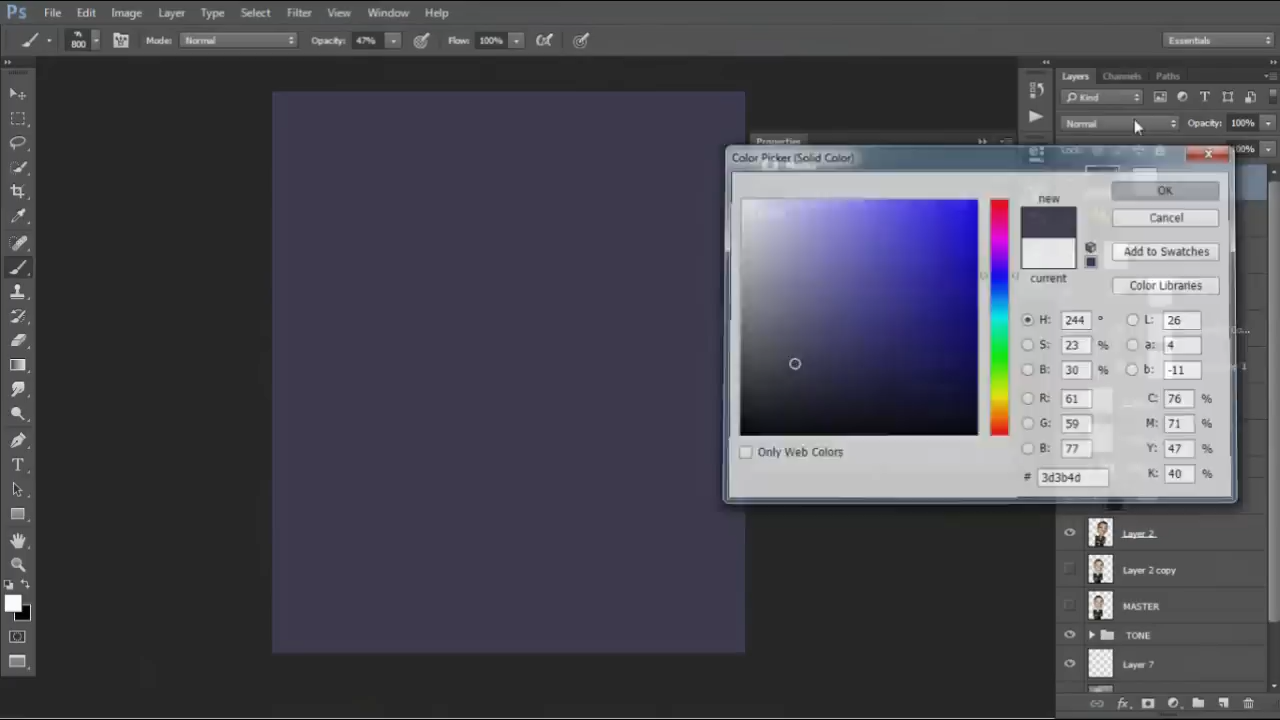 Ps File Edit Image Layer Type Select Filter View Window Help
800 Mode: Normal Opacity: 47% Flow: 100% Essentials
Layers Channels Paths
Kind
Normal Opacity: 100%
Properties
100%
Color Picker (Solid Color)
new
current
OK
Cancel
Add to Swatches
Color Libraries
H: 244 ° L: 26
S: 23 % a: 4
B: 30 % b: -11
R: 61 C: 76 %
G: 59 M: 71 %
B: 77 Y: 47 %
# 3d3b4d K: 40 %
Only Web Colors
Layer 2
Layer 2 copy
MASTER
TONE
Layer 7